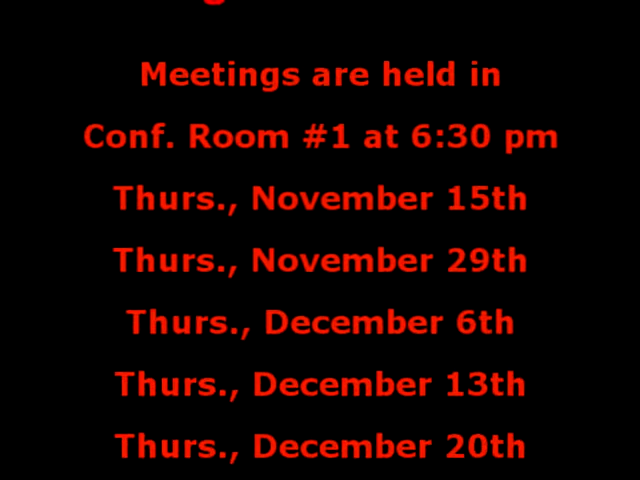 Meetings are held in
Conf. Room #1 at 6:30 pm
Thurs., November 15th
Thurs., November 29th
Thurs., December 6th
Thurs., December 13th
Thurs., December 20th